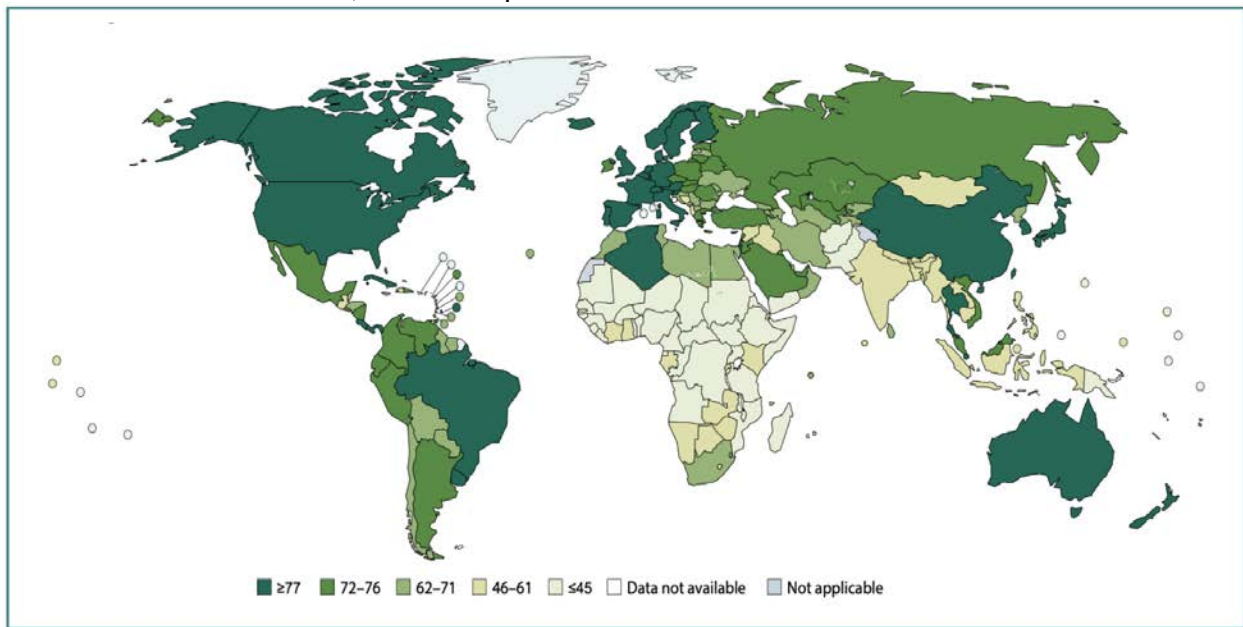 ≥77 72–76 62–71 46–61 ≤45 Data not available Not applicable